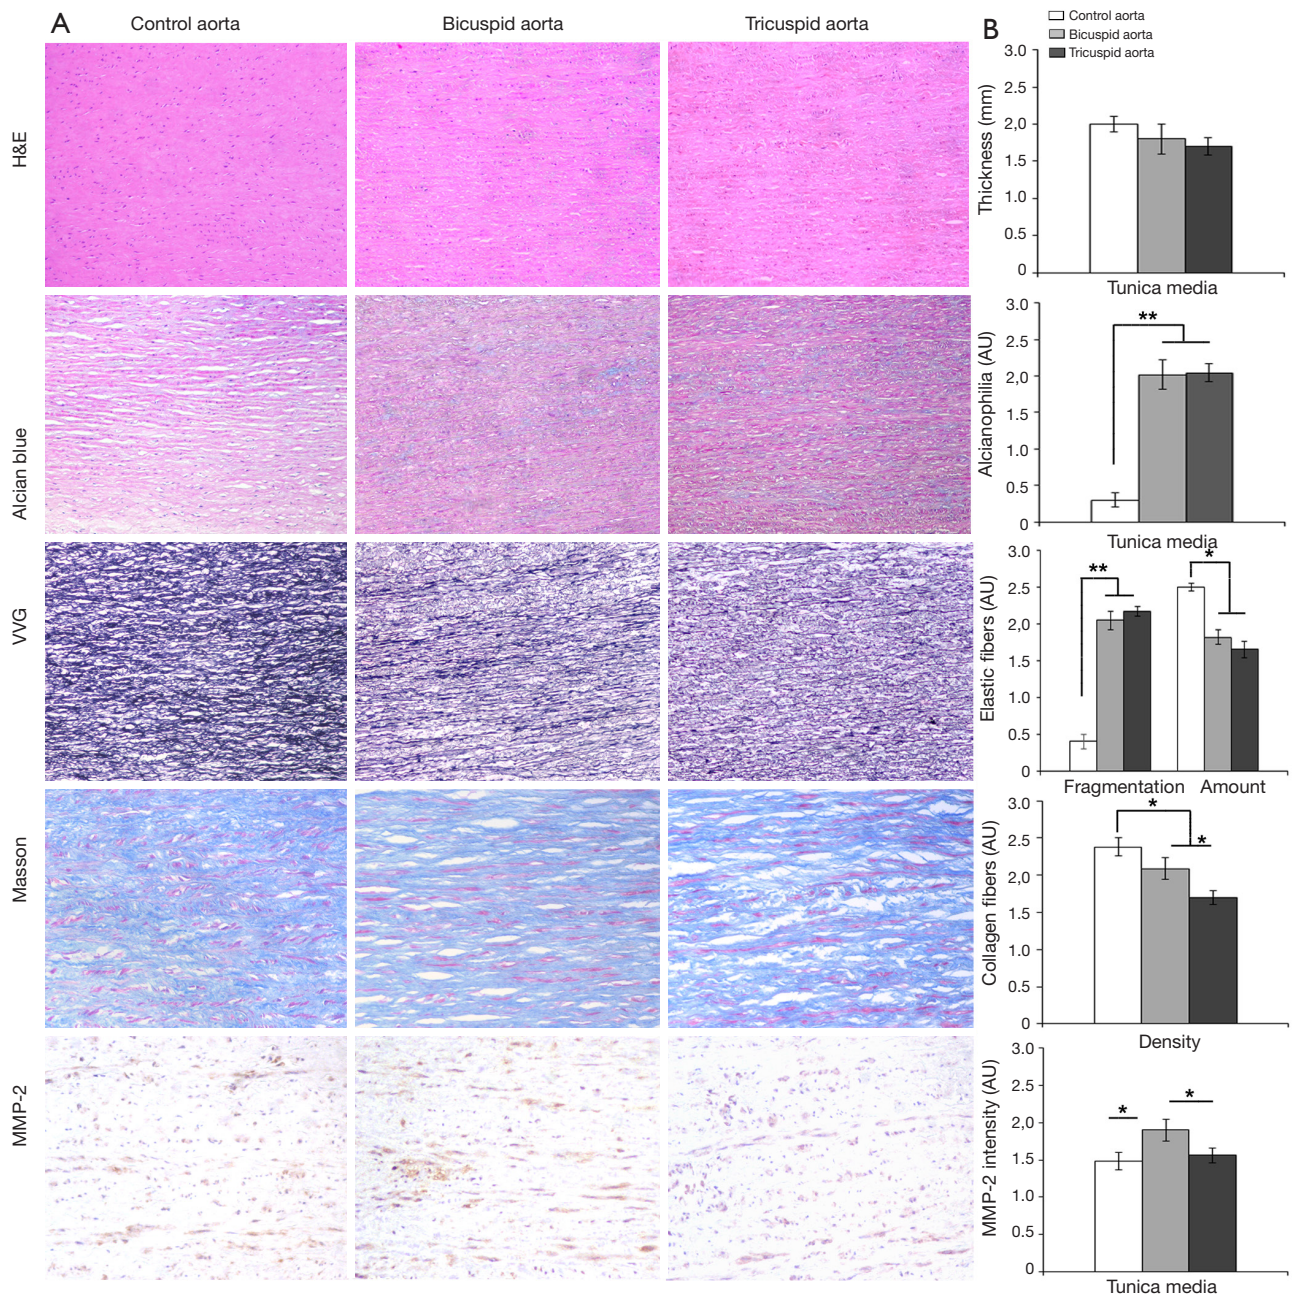 A
Control aorta
Bicuspid aorta
Tricuspid aorta
H&E
Alcian blue
VVG
Masson
MMP-2
B
Control aorta
Bicuspid aorta
Tricuspid aorta
Thickness (mm)
3.0
2.5
2,0
1.5
1.0
0.5
0
Tunica media
Alcianophilia (AU)
3.0
2.5
2,0
1.5
1.0
0.5
0
**
Tunica media
Elastic fibers (AU)
3.0
2.5
2,0
1.5
1.0
0.5
0
**
*
Fragmentation
Amount
Collagen fibers (AU)
3.0
2.5
2,0
1.5
1.0
0.5
0
*
*
Density
MMP-2 intensity (AU)
3.0
2.5
2,0
1.5
1.0
0.5
0
*
*
Tunica media